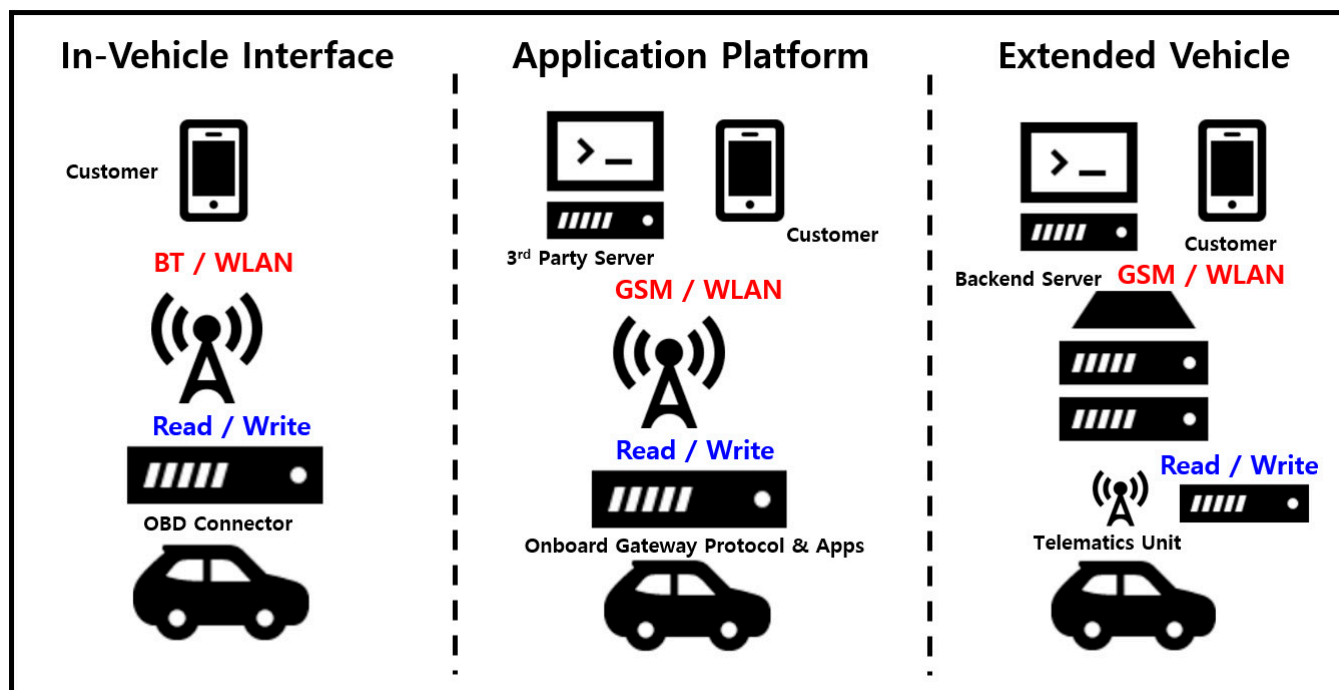 In-Vehicle Interface
Customer
BT / WLAN
Read / Write
OBD Connector
Application Platform
3rd Party Server
Customer
GSM / WLAN
Read / Write
Onboard Gateway Protocol & Apps
Extended Vehicle
Customer
Backend Server
GSM / WLAN
Read / Write
Telematics Unit